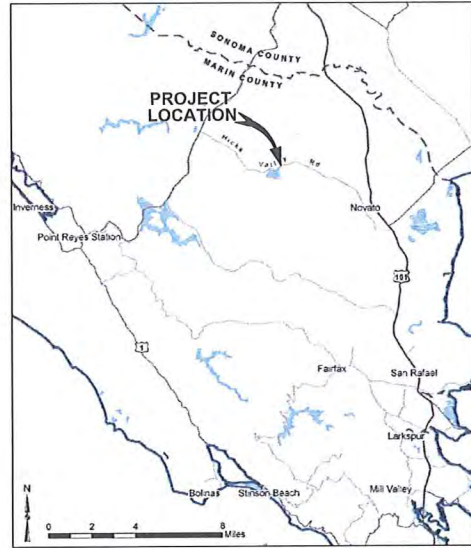 SONOMA COUNTY
MARIN COUNTY
PROJECT
LOCATION
Hicks Valley Rd
Inverness
Point Reyes Station
Novato
101
1
Fairfax
San Rafael
Larkspur
Mill Valley
Bolinas
Stinson Beach
N
0 2 4 8
Miles